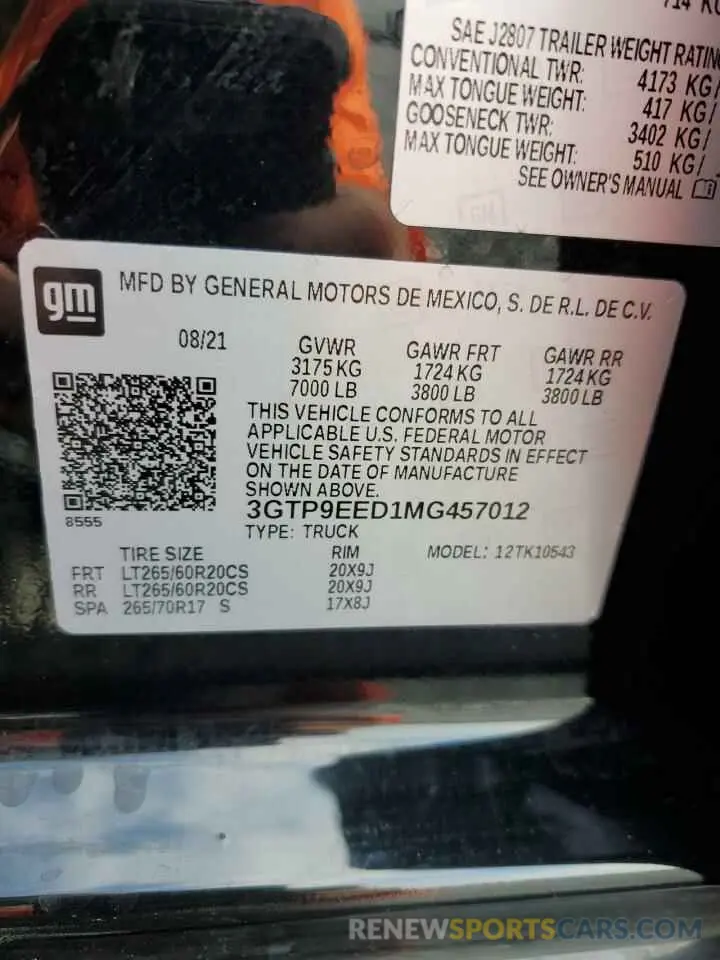 714 KG
SAE J2807 TRAILER WEIGHT RATING
CONVENTIONAL TWR: 4173 KG/
MAX TONGUE WEIGHT: 417 KG/
GOOSENECK TWR: 3402 KG/
MAX TONGUE WEIGHT: 510 KG/
SEE OWNER'S MANUAL
gm
MFD BY GENERAL MOTORS DE MEXICO, S. DE R.L. DE C.V.
08/21 GVWR GAWR FRT GAWR RR
3175 KG 1724 KG 1724 KG
7000 LB 3800 LB 3800 LB
THIS VEHICLE CONFORMS TO ALL
APPLICABLE U.S. FEDERAL MOTOR
VEHICLE SAFETY STANDARDS IN EFFECT
ON THE DATE OF MANUFACTURE
SHOWN ABOVE.
8555
3GTP9EED1MG457012
TYPE: TRUCK
TIRE SIZE RIM MODEL: 12TK10543
FRT LT265/60R20CS 20X9J
RR LT265/60R20CS 20X9J
SPA 265/70R17 S 17X8J
RENEWSPORTSCARS.COM